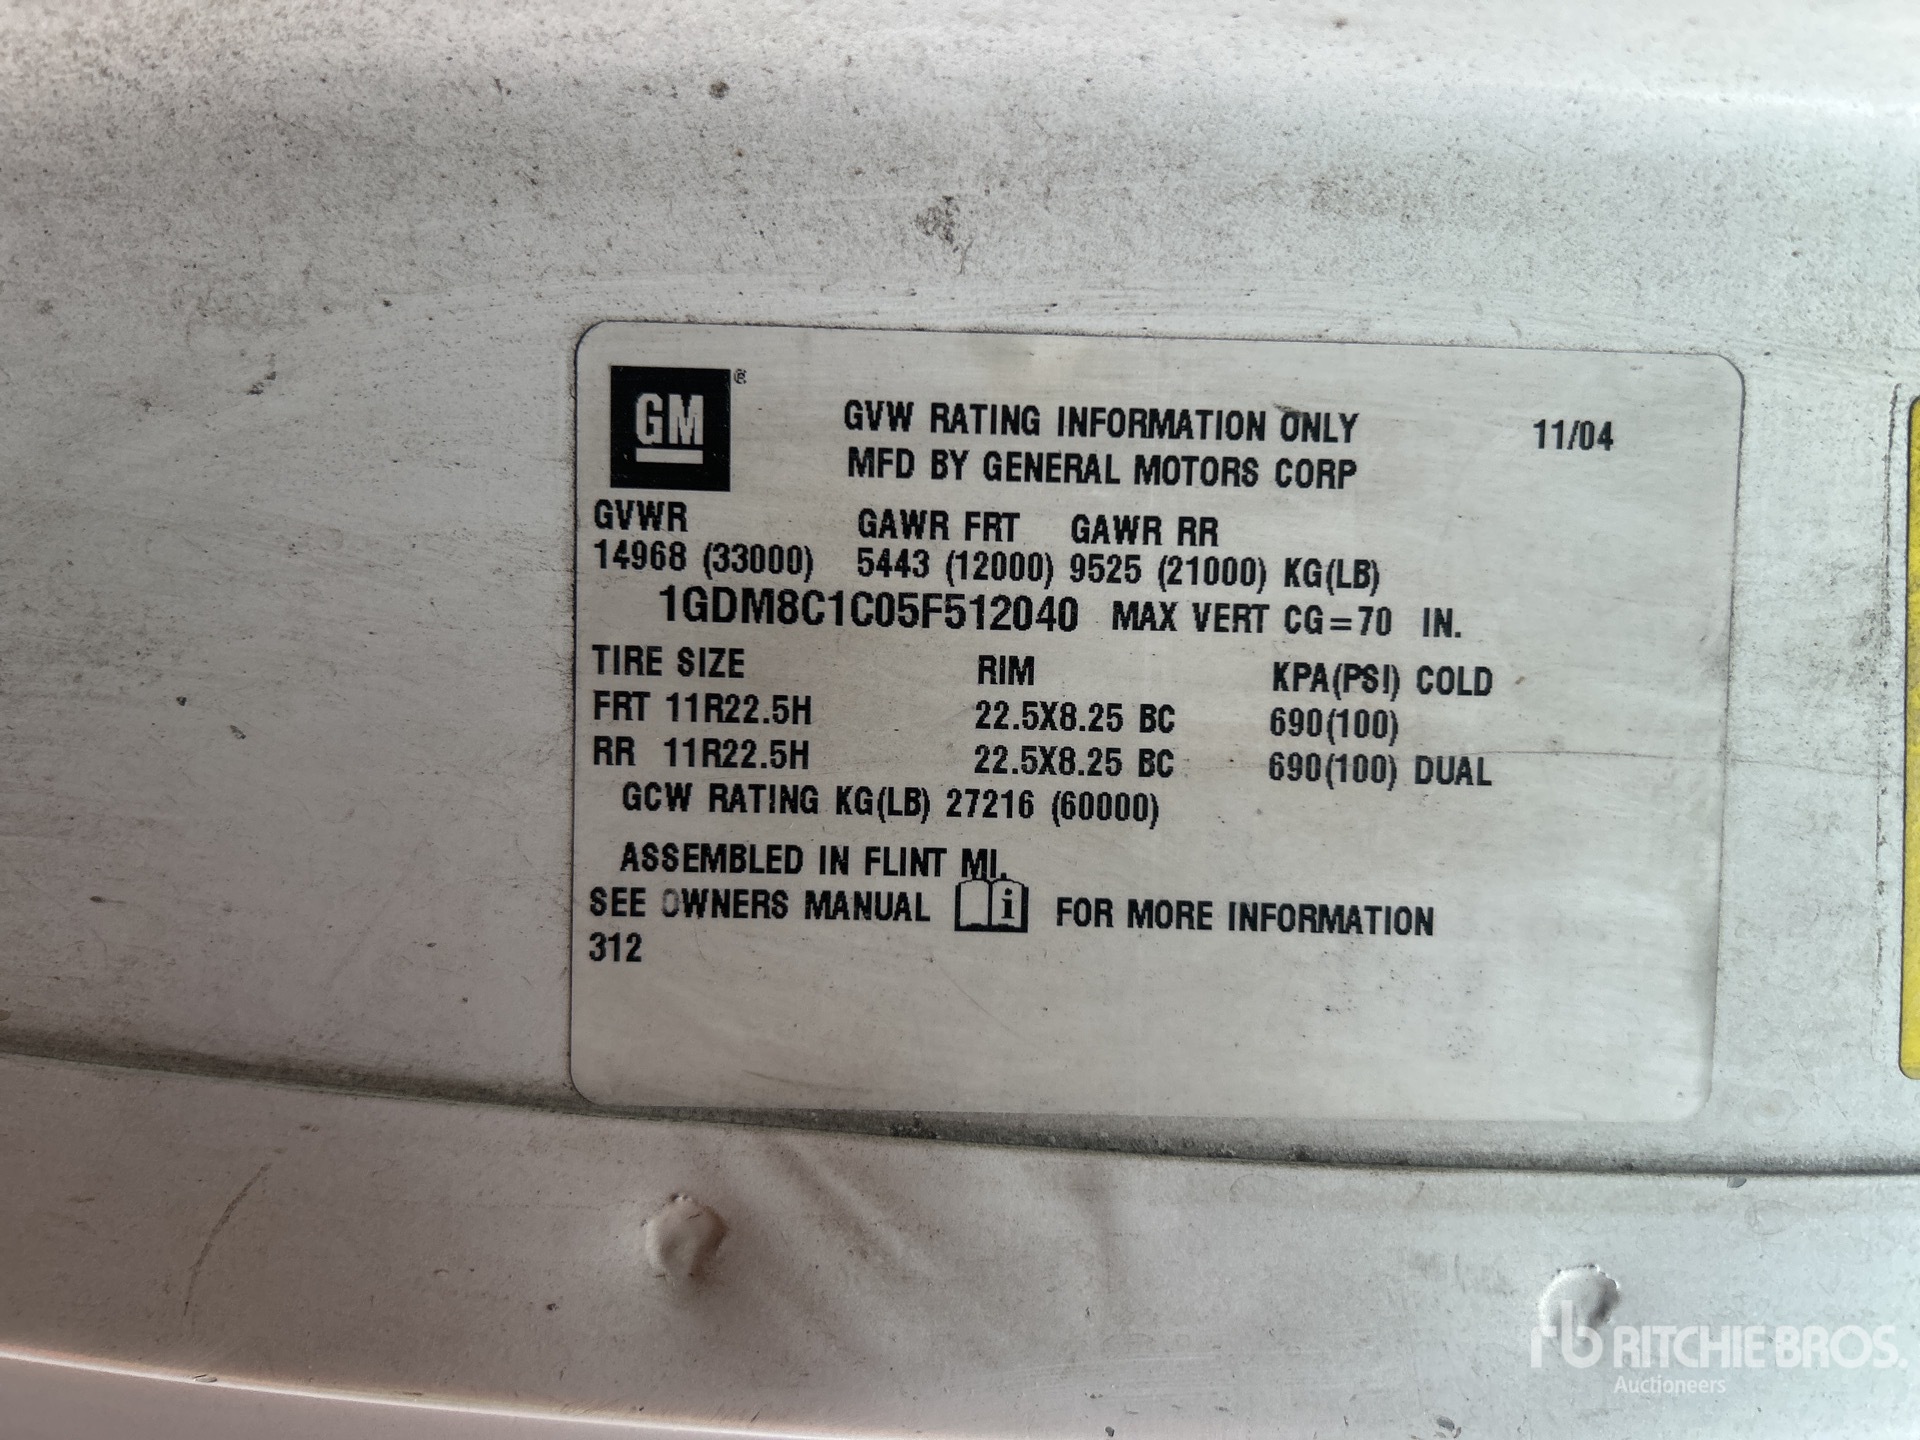 GM®
GVW RATING INFORMATION ONLY 11/04
MFD BY GENERAL MOTORS CORP
GVWR GAWR FRT GAWR RR
14968 (33000) 5443 (12000) 9525 (21000) KG(LB)
1GDM8C1C05F512040 MAX VERT CG=70 IN.
TIRE SIZE RIM KPA(PSI) COLD
FRT 11R22.5H 22.5X8.25 BC 690(100)
RR 11R22.5H 22.5X8.25 BC 690(100) DUAL
GCW RATING KG(LB) 27216 (60000)
ASSEMBLED IN FLINT MI.
SEE OWNERS MANUAL i FOR MORE INFORMATION
312
rb RITCHIE BROS.
Auctioneers